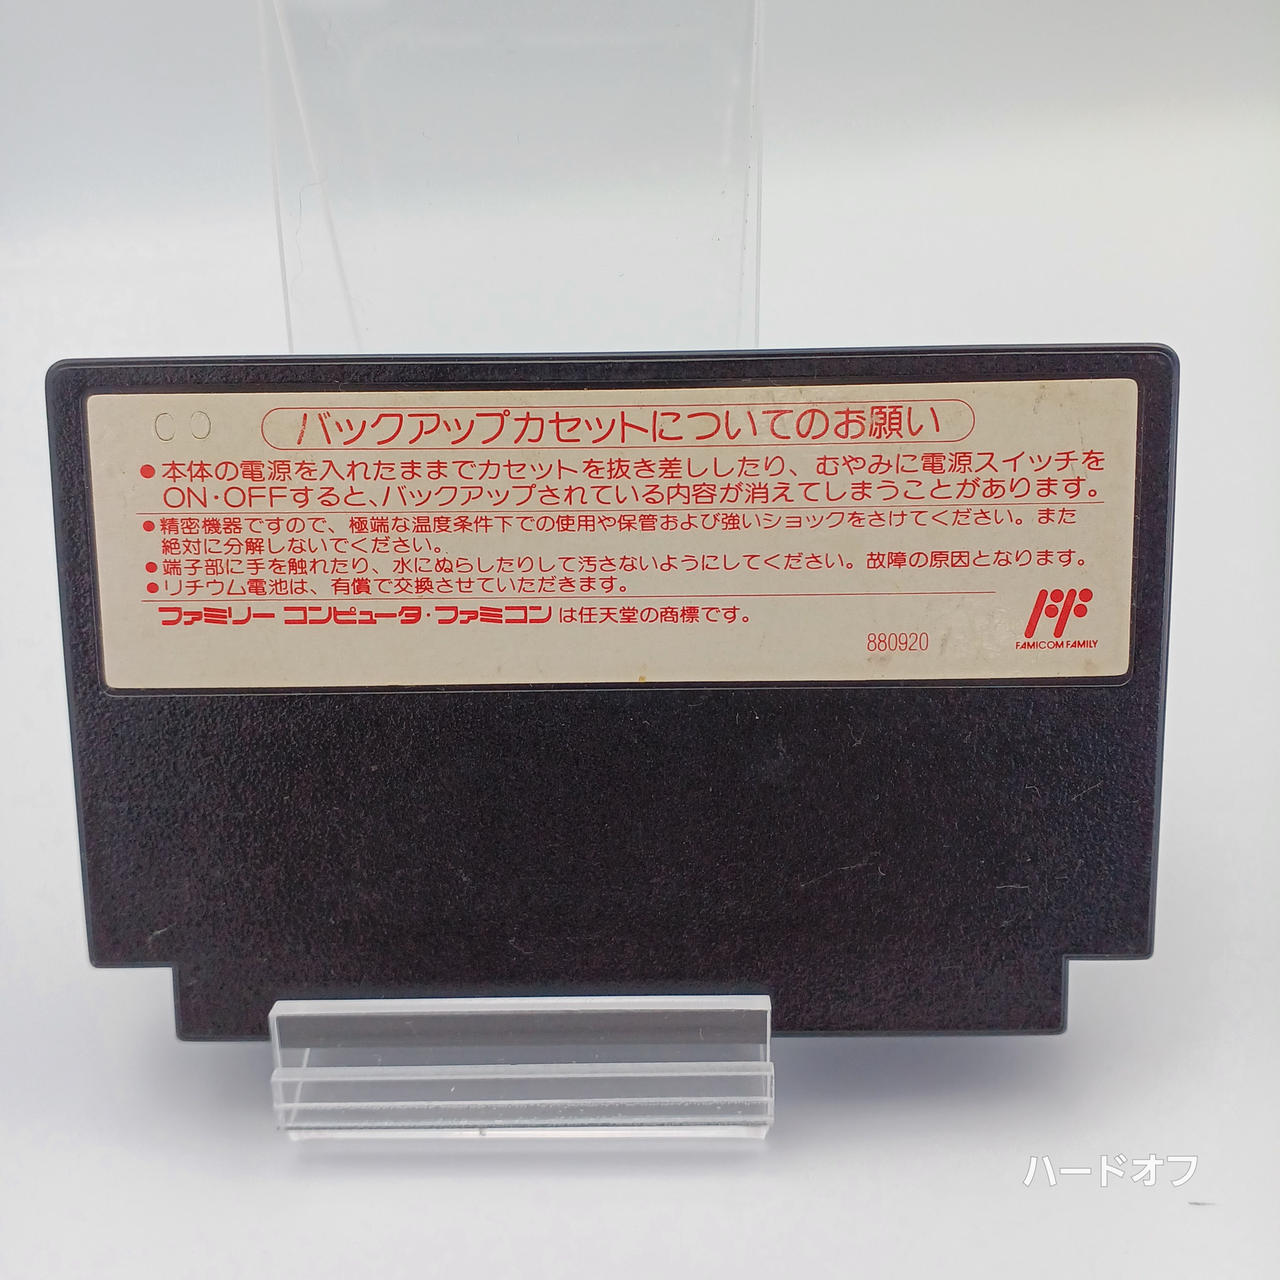 バックアップカセットについてのお願い
●本体の電源を入れたままでカセットを抜き差ししたり、むやみに電源スイッチを
ON・OFFすると、バックアップされている内容が消えてしまうことがあります。
●精密機器ですので、極端な温度条件下での使用や保管および強いショックをさけてください。また
絶対に分解しないでください。
●端子部に手を触れたり、水にぬらしたりして汚さないようにしてください。故障の原因となります。
●リチウム電池は、有償で交換させていただきます。
ファミリーコンピュータ・ファミコンは任天堂の商標です。
880920
FAMICOM FAMILY
ハードオフ